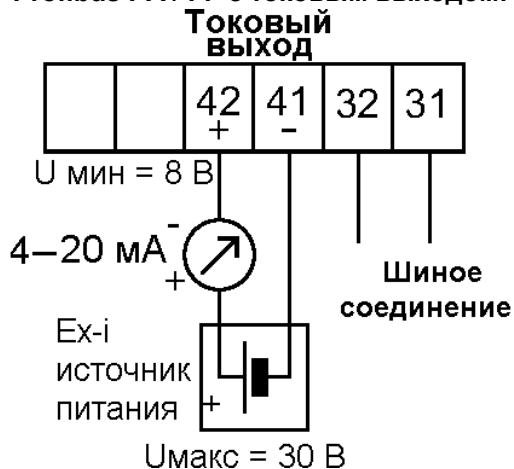 Токовый
выход
42 41 32 31
+ -
U мин = 8 В
-
4–20 мА
+
Шиное
соединение
Ex-i
источник
питания +
Uмакс = 30 В